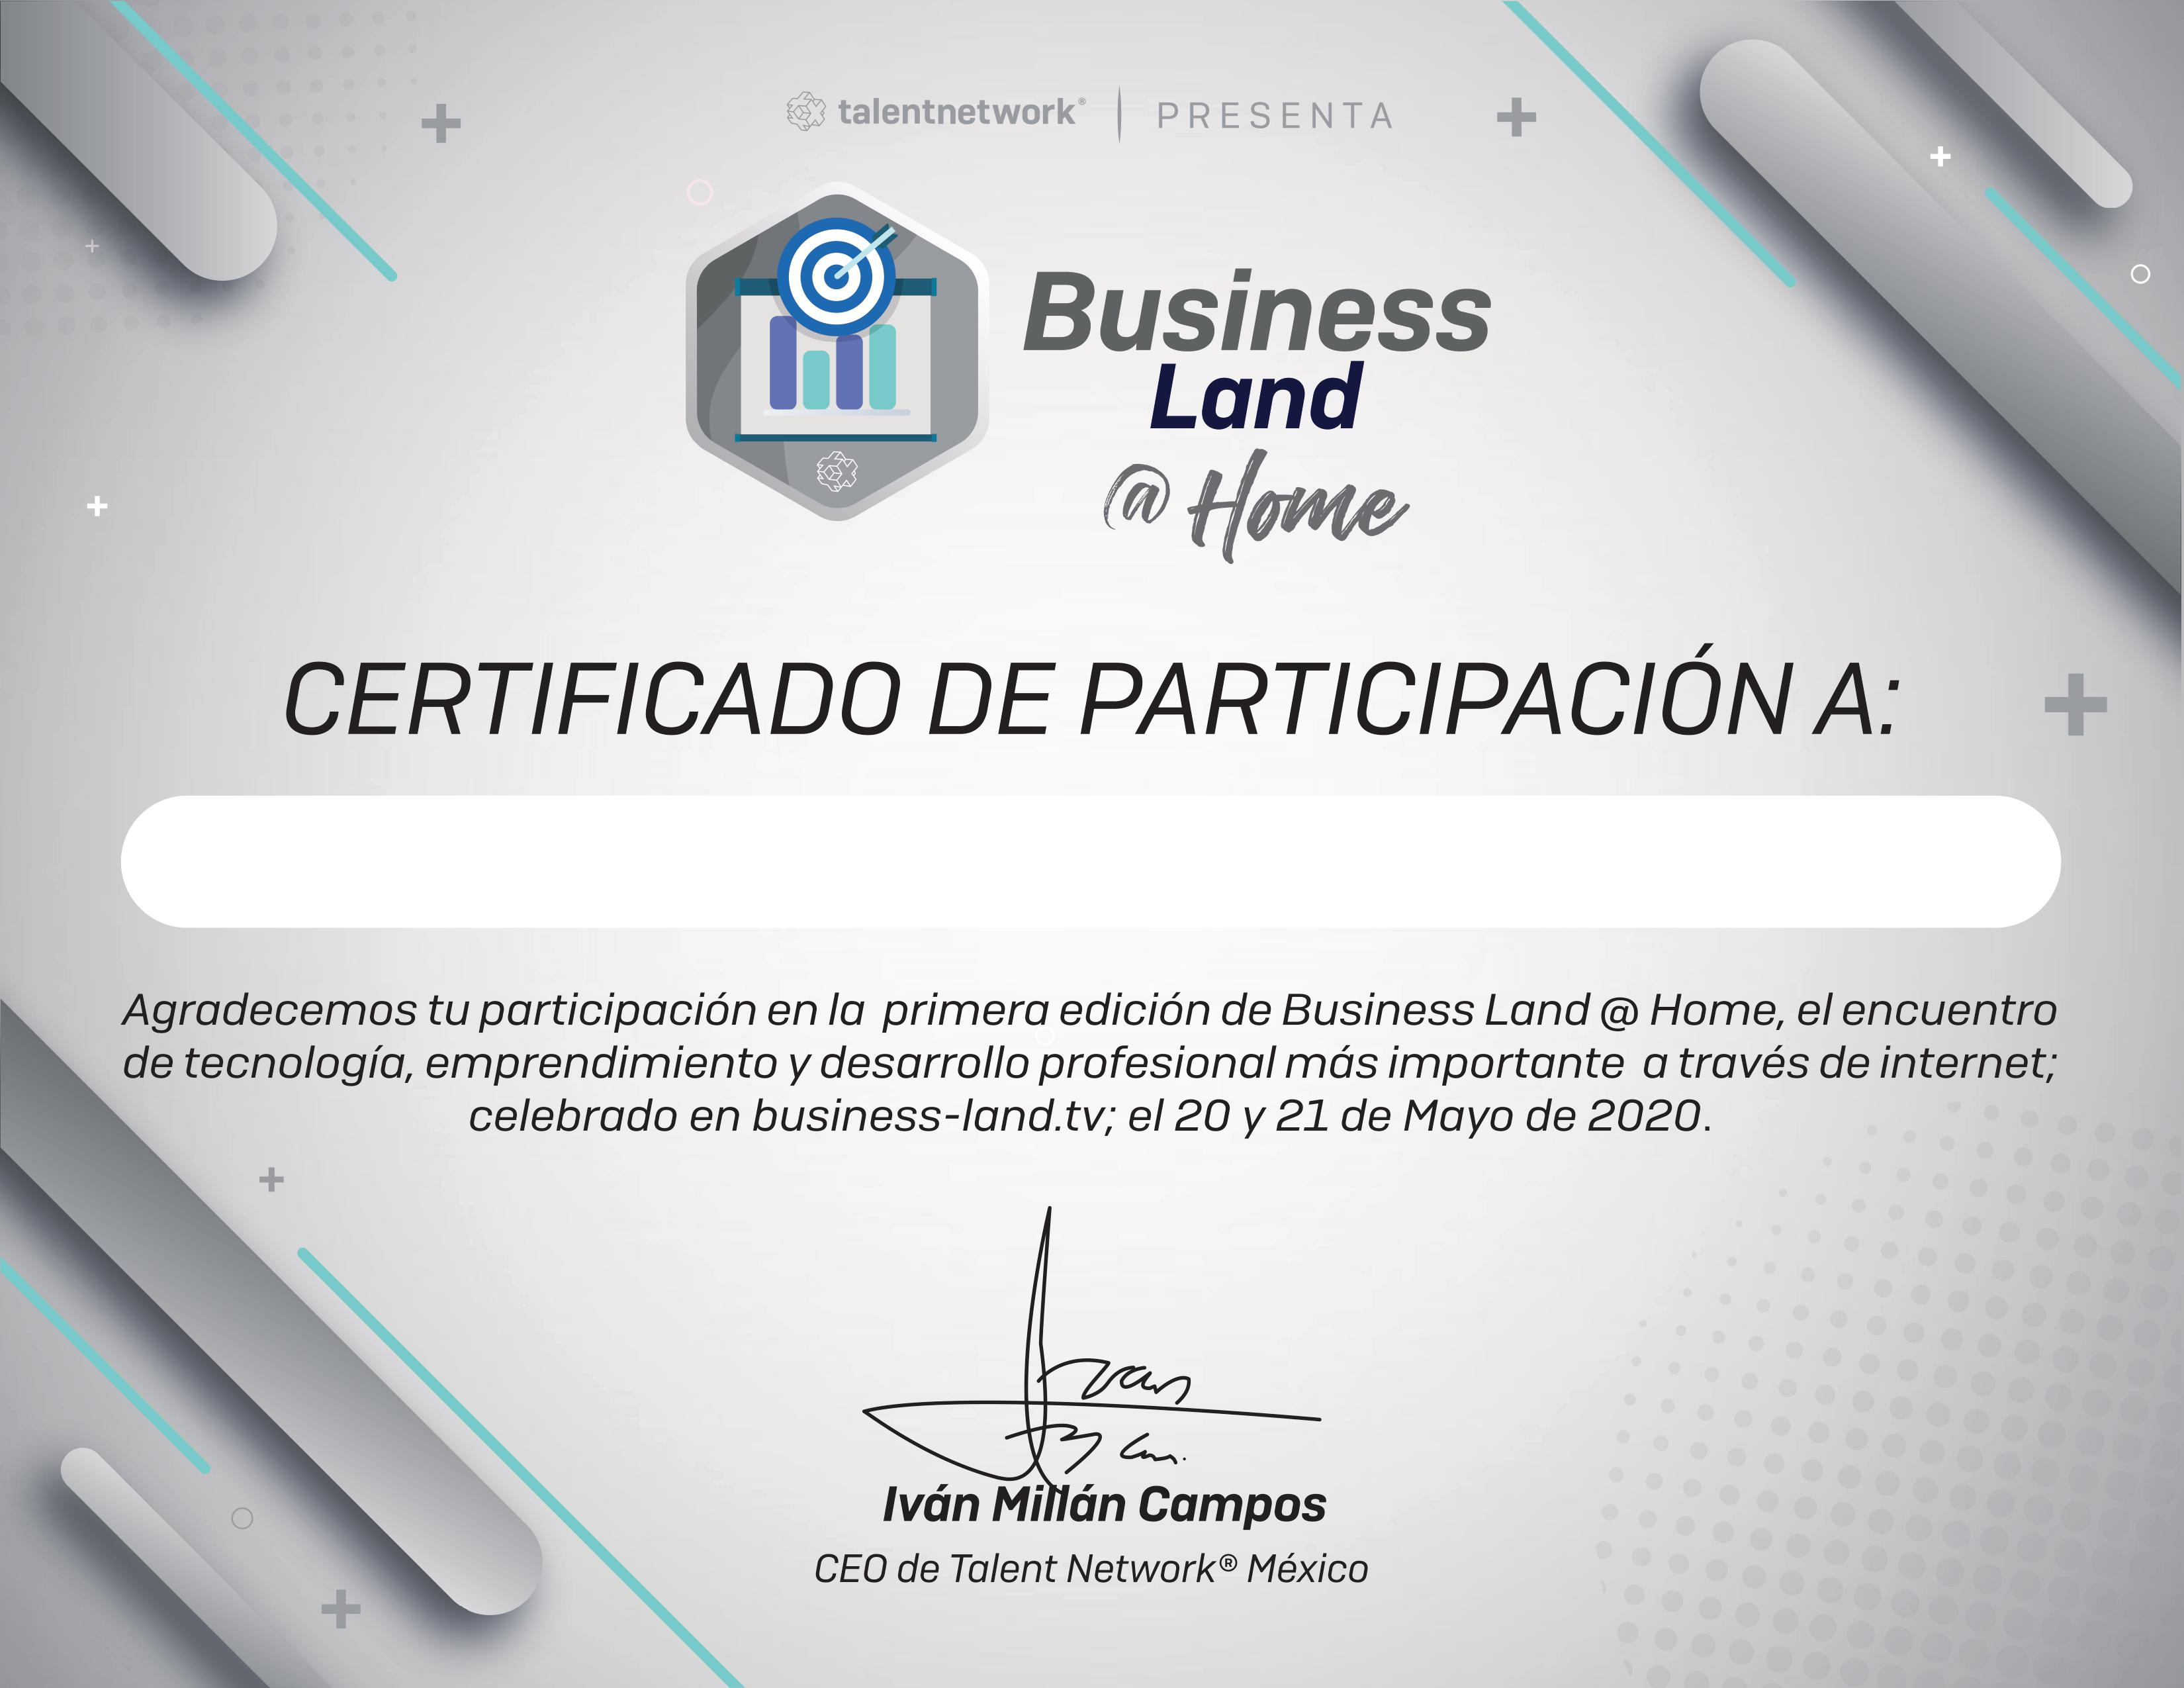 talentnetwork® | PRESENTA
Business
Land
@ Home
CERTIFICADO DE PARTICIPACIÓN A:
Agradecemos tu participación en la primera edición de Business Land @ Home, el encuentro
de tecnología, emprendimiento y desarrollo profesional más importante a través de internet;
celebrado en business-land.tv; el 20 y 21 de Mayo de 2020.
Iván Millán Campos
CEO de Talent Network® México